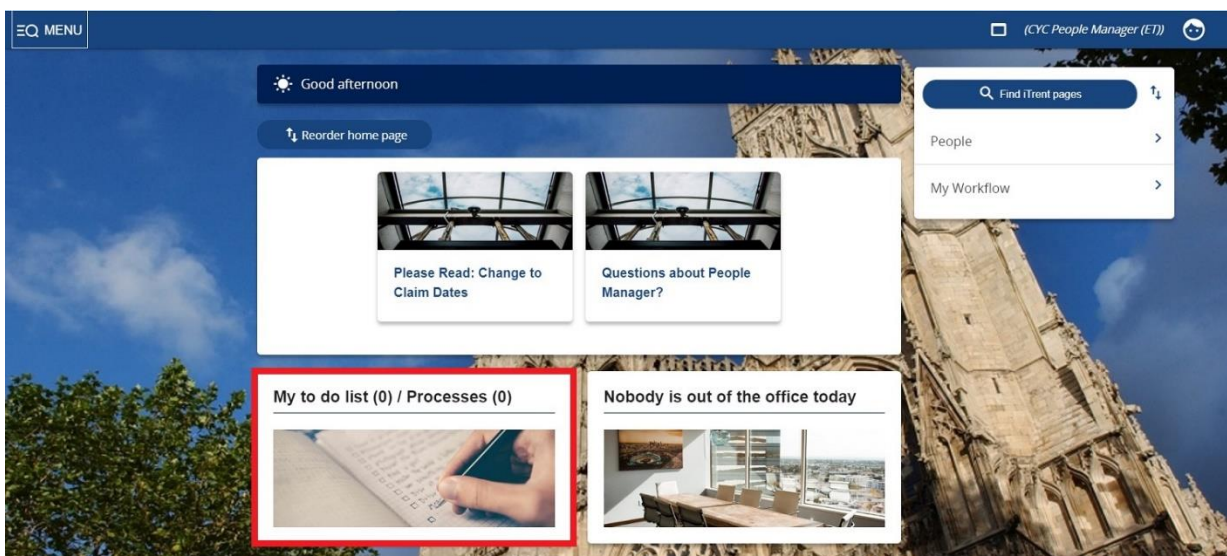 MENU
(CYC People Manager (ET))
Good afternoon
Find iTrent pages
Reorder home page
People
My Workflow
Please Read: Change to
Claim Dates
Questions about People
Manager?
My to do list (0) / Processes (0)
Nobody is out of the office today